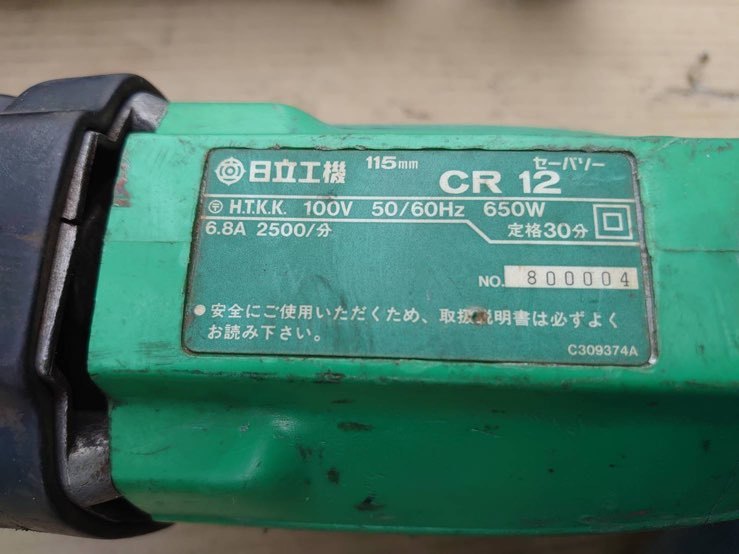 日立工機 115mm セーバソー
CR 12
〒 H.T.K.K. 100V 50/60Hz 650W
6.8A 2500/分 定格30分
NO. 800004
●安全にご使用いただくため、取扱説明書は必ずよく
お読み下さい。
C309374A